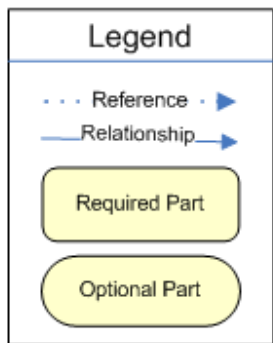 Legend
Reference
Relationship
Required Part
Optional Part